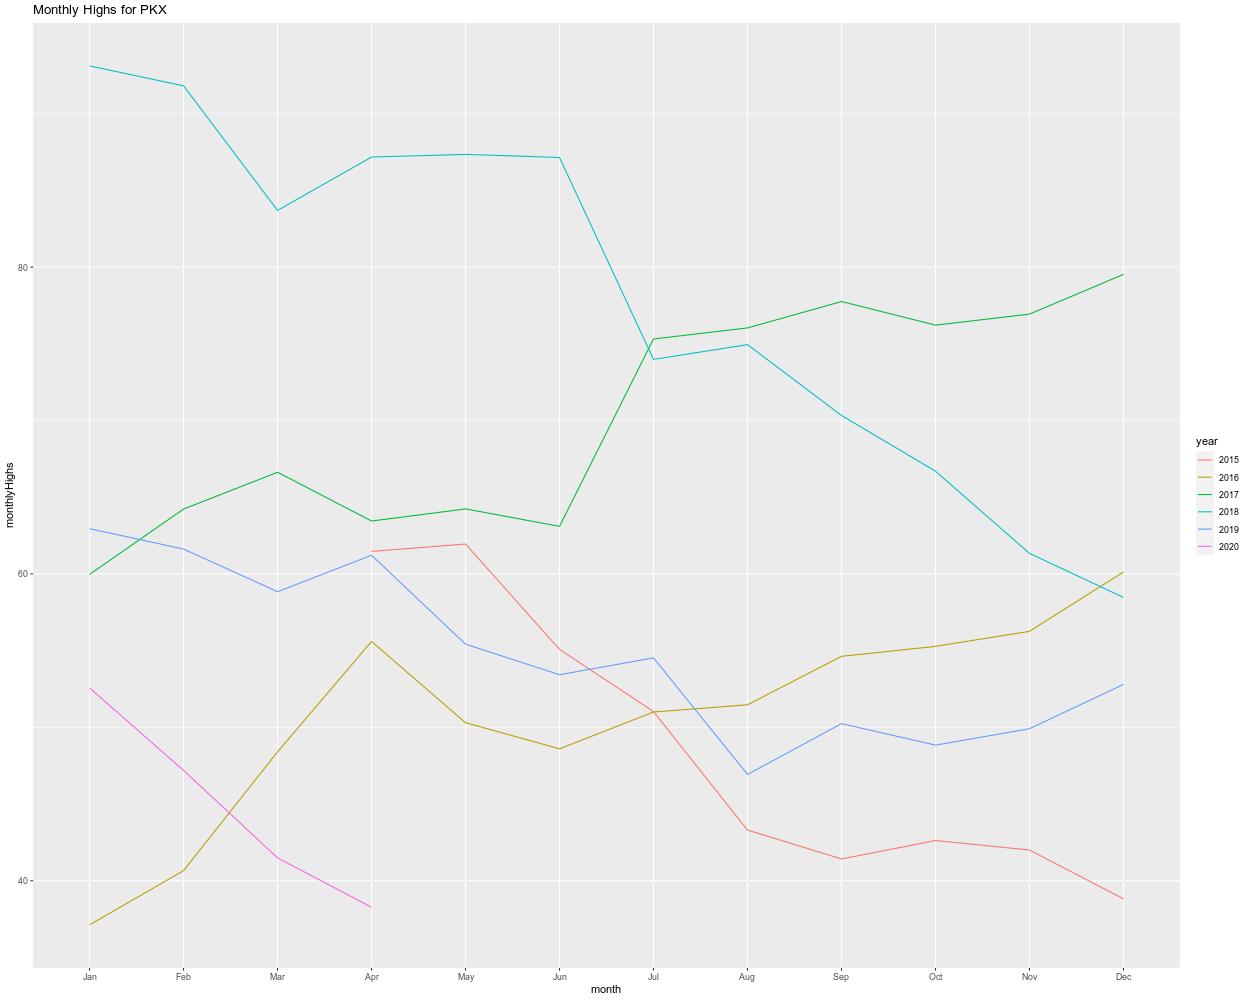 Monthly Highs for PKX
monthlyHighs
80
60
40
Jan Feb Mar Apr May Jun Jul Aug Sep Oct Nov Dec
month
year
2015
2016
2017
2018
2019
2020